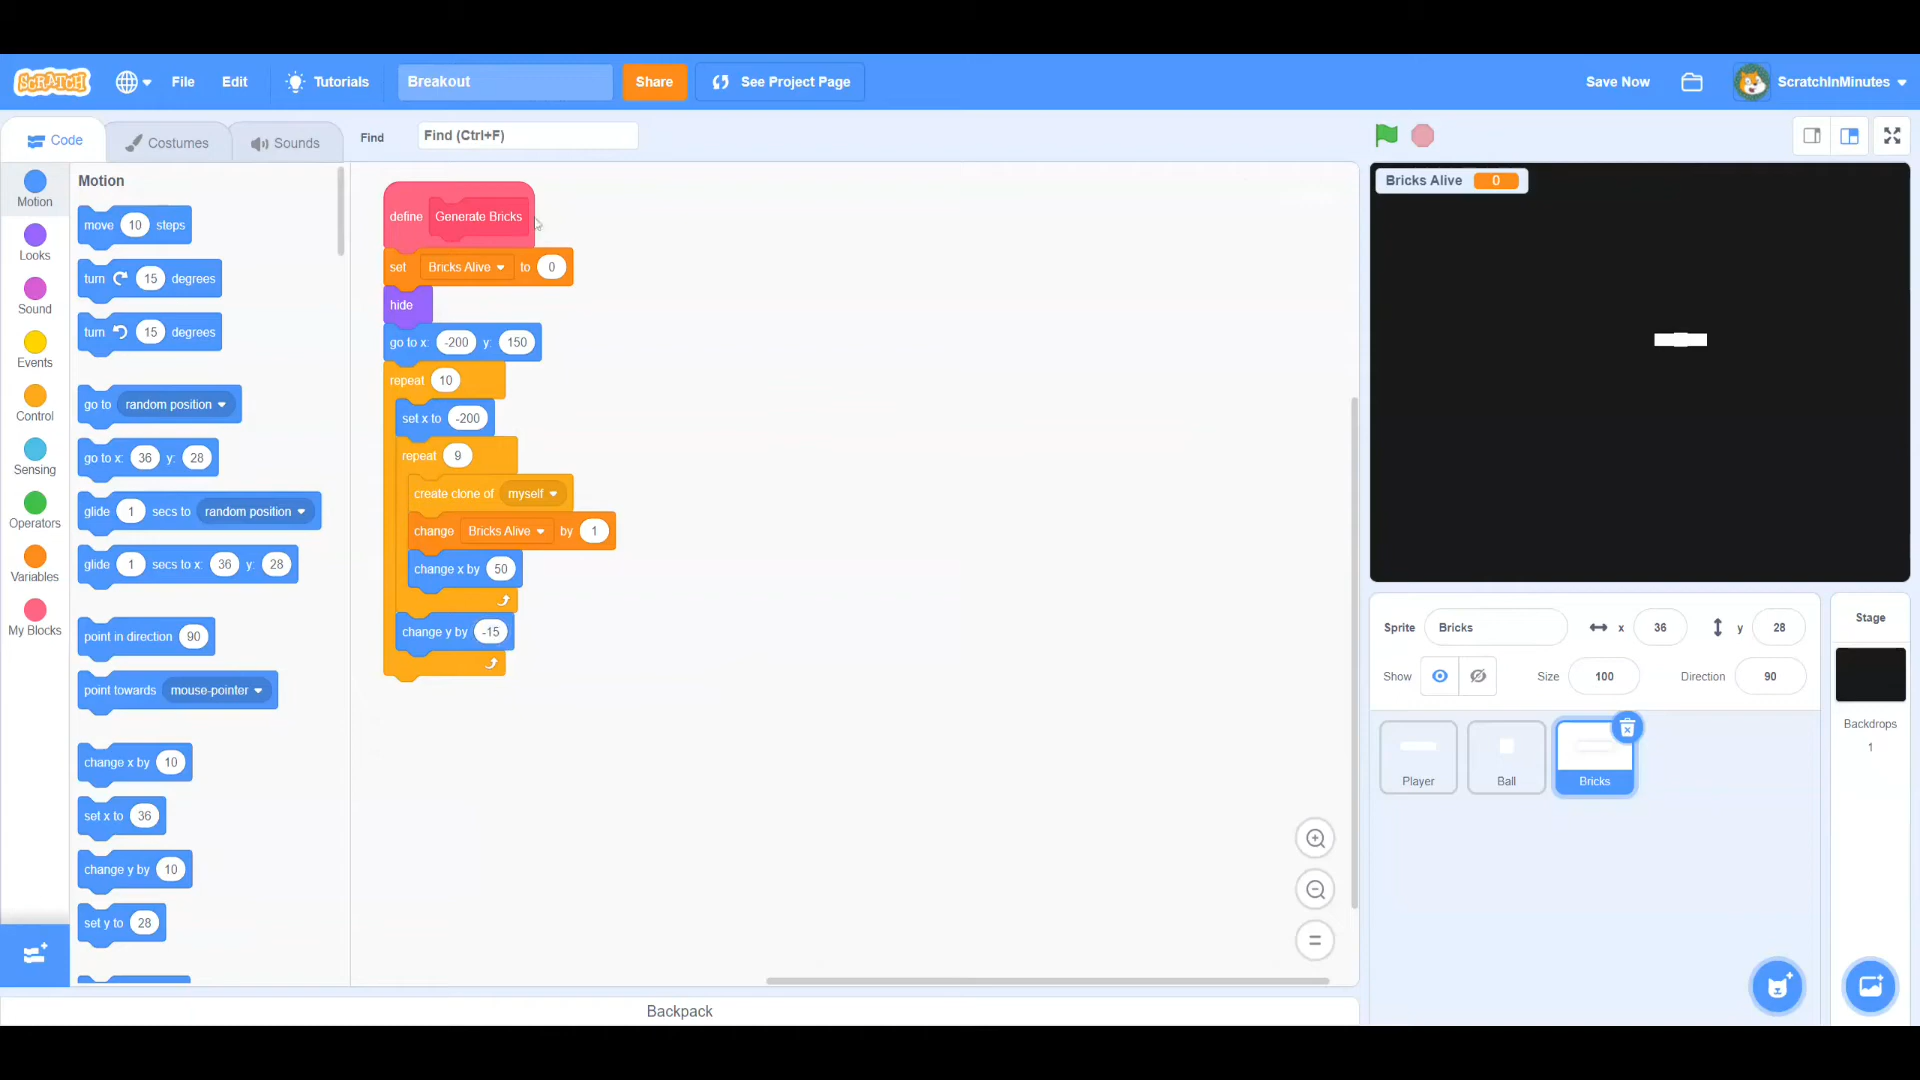 SCRATCH File Edit Tutorials Breakout Share See Project Page Save Now ScratchInMinutes
Code Costumes Sounds Find Find (Ctrl+F)
Motion
Looks
Sound
Events
Control
Sensing
Operators
Variables
My Blocks
Motion
move 10 steps
turn 15 degrees
turn 15 degrees
go to random position
go to x: 36 y: 28
glide 1 secs to random position
glide 1 secs to x: 36 y: 28
point in direction 90
point towards mouse-pointer
change x by 10
set x to 36
change y by 10
set y to 28
define Generate Bricks
set Bricks Alive to 0
hide
go to x: -200 y: 150
repeat 10
set x to -200
repeat 9
create clone of myself
change Bricks Alive by 1
change x by 50
change y by -15
Backpack
Bricks Alive 0
Sprite Bricks x 36 y 28
Show Size 100 Direction 90
Player Ball Bricks
Stage
Backdrops
1